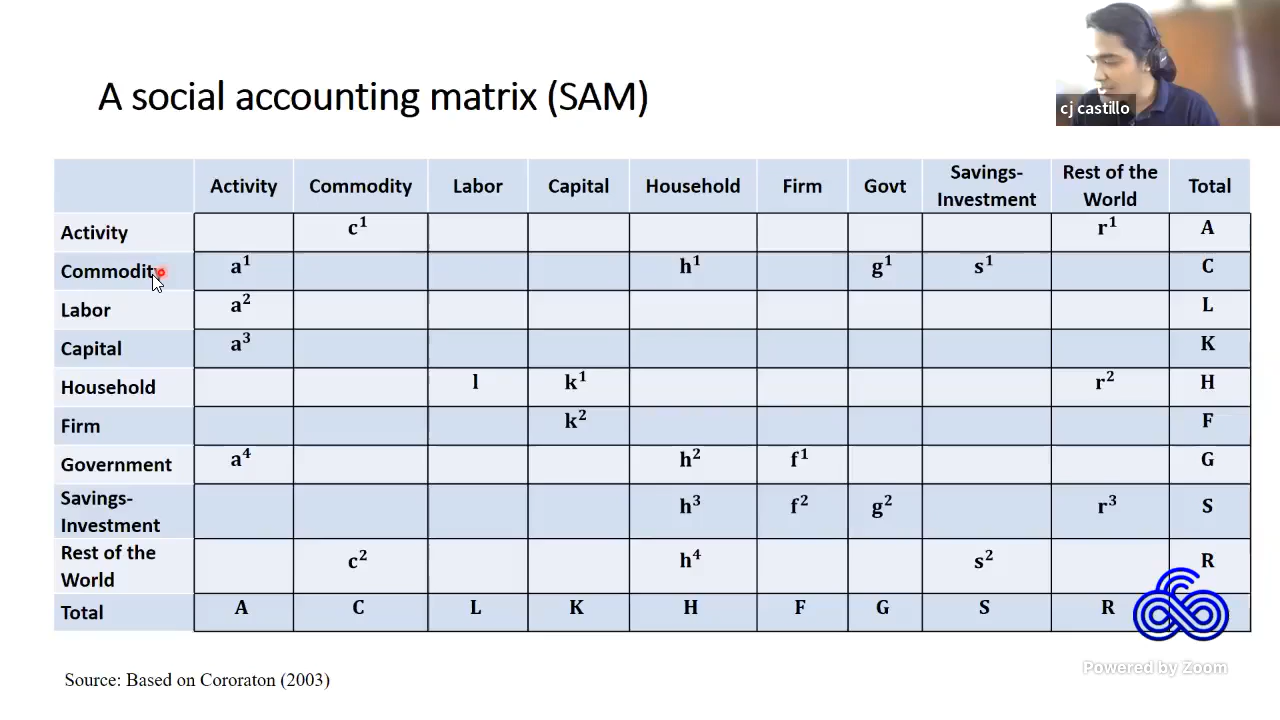 cj castillo
A social accounting matrix (SAM)
Activity Commodity Labor Capital Household Firm Govt Savings-Investment Rest of the World Total
Activity c¹ r¹ A
Commodity a¹ h¹ g¹ s¹ C
Labor a² L
Capital a³ K
Household l k¹ r² H
Firm k² F
Government a⁴ h² f¹ G
Savings-Investment h³ f² g² r³ S
Rest of the World c² h⁴ s² R
Total A C L K H F G S R
Source: Based on Cororaton (2003)
Powered by Zoom